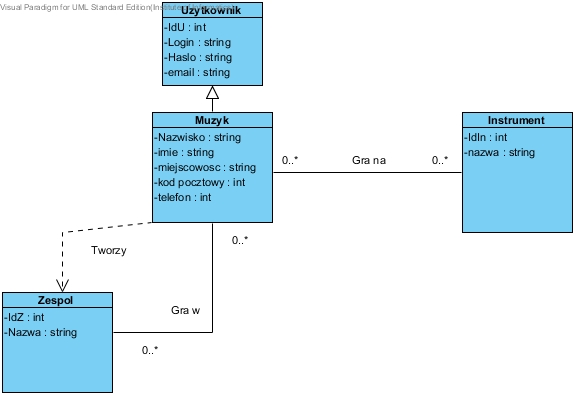 Visual Paradigm for UML Standard Edition(Institute
Uzytkownik
-IdU : int
-Login : string
-Haslo : string
-email : string
Muzyk
-Nazwisko : string
-imie : string
-miejscowosc : string
-kod pocztowy : int
-telefon : int
0..*
Gra na
0..*
Instrument
-IdIn : int
-nazwa : string
Tworzy
0..*
Zespol
-IdZ : int
-Nazwa : string
Gra w
0..*